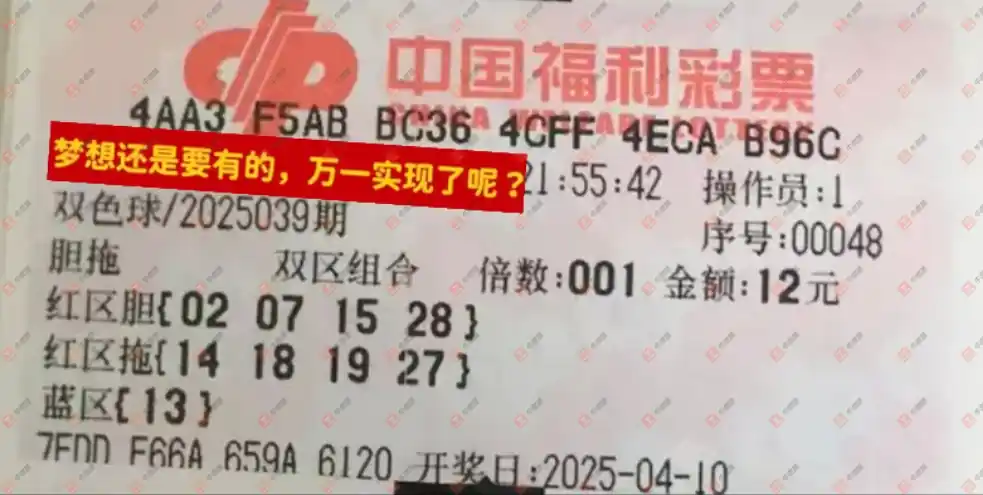 中国福利彩票
CHINA WELFARE LOTTERY
4AA3 F5AB BC36 4CFF 4ECA B96C
梦想还是要有的，万一实现了呢？
21:55:42 操作员:1
双色球/2025039期 序号:00048
胆拖 双区组合 倍数:001 金额:12元
红区胆{02 07 15 28}
红区拖{14 18 19 27}
蓝区{13}
7FDD F66A 659A 6120 开奖日:2025-04-10